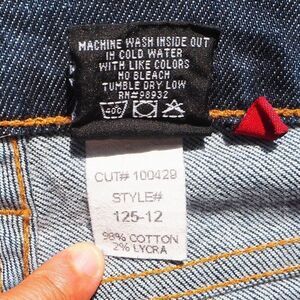 MACHINE WASH INSIDE OUT
IN COLD WATER
WITH LIKE COLORS
NO BLEACH
TUMBLE DRY LOW
RN#98932
40C
CUT# 100429
STYLE#
125-12
98% COTTON
2% LYCRA